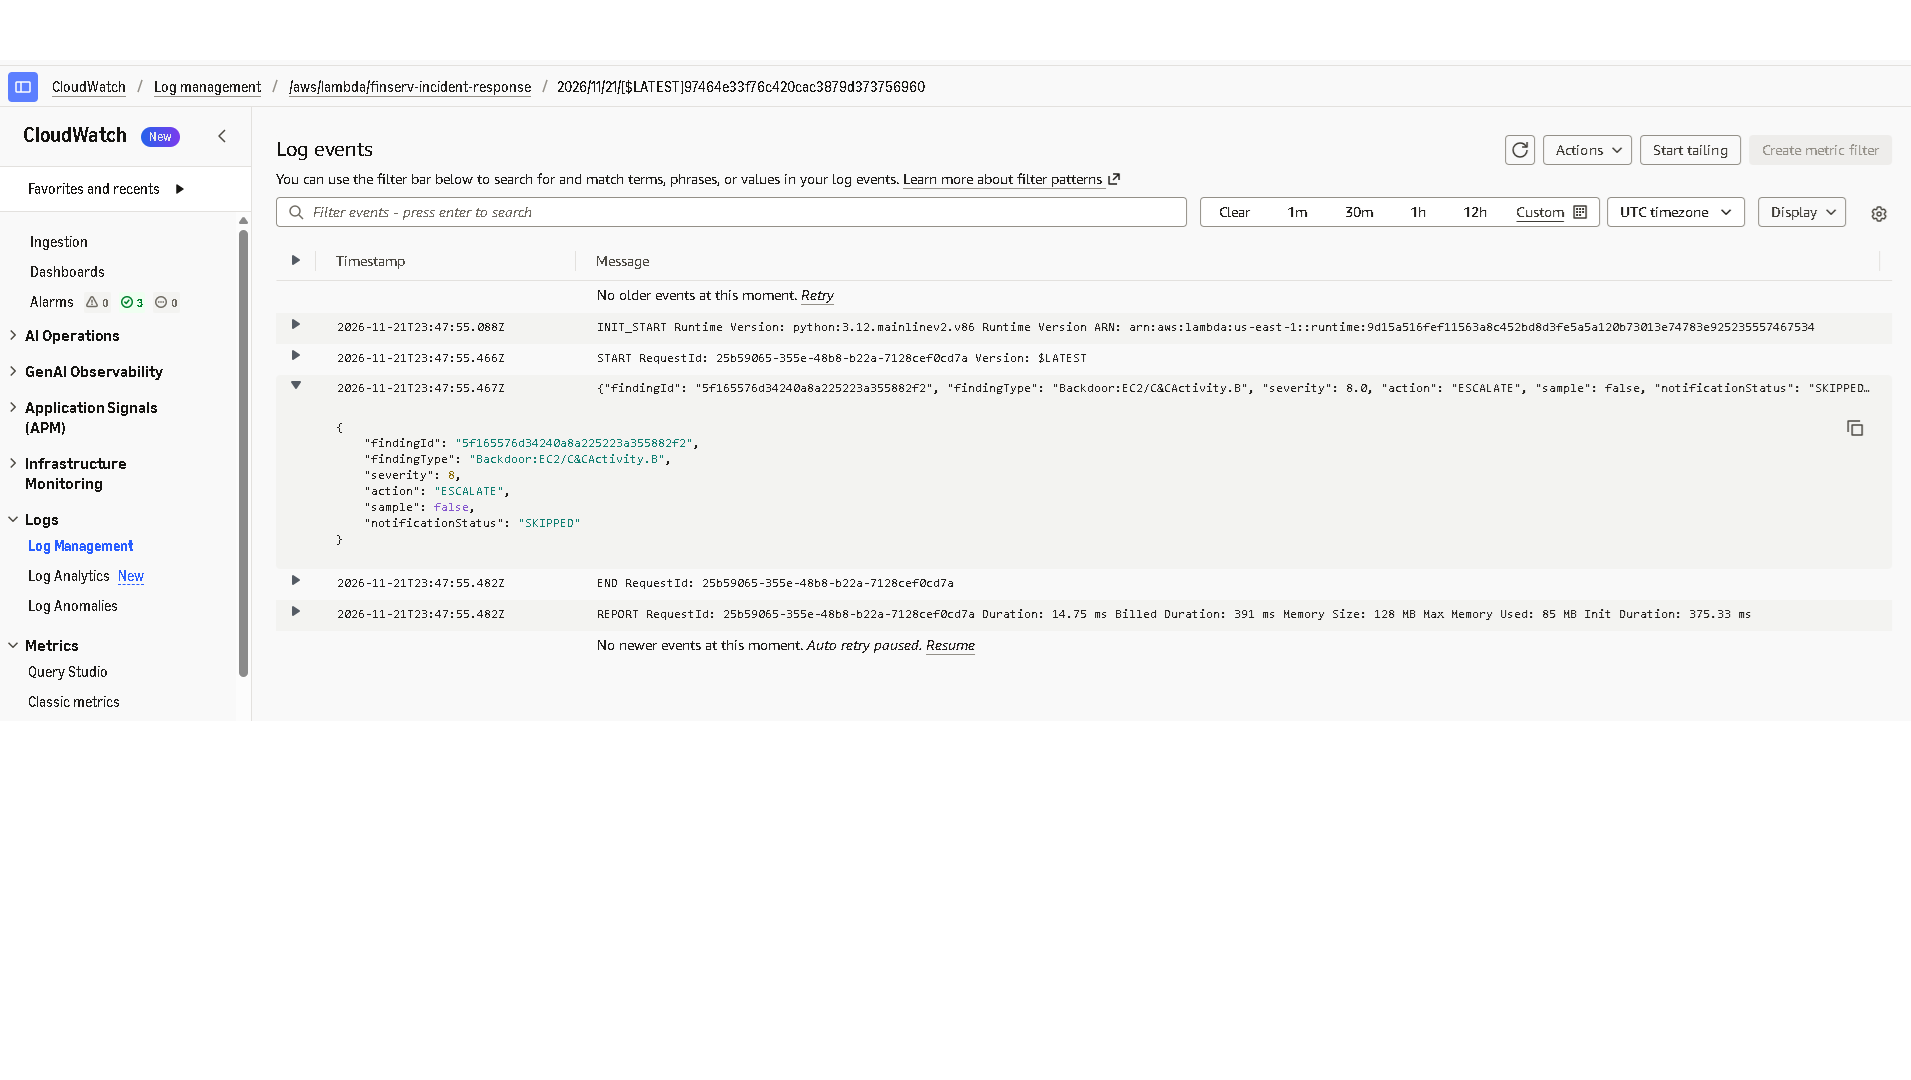 CloudWatch / Log management / /aws/lambda/finserv-incident-response / 2026/11/21/[$LATEST]97464e33f76c420cac3879d373756960
CloudWatch New
Favorites and recents
Ingestion
Dashboards
Alarms 0 3 0
AI Operations
GenAI Observability
Application Signals
(APM)
Infrastructure
Monitoring
Logs
Log Management
Log Analytics New
Log Anomalies
Metrics
Query Studio
Classic metrics
Log events
Actions
Start tailing
Create metric filter
You can use the filter bar below to search for and match terms, phrases, or values in your log events. Learn more about filter patterns
Filter events - press enter to search
Clear 1m 30m 1h 12h Custom
UTC timezone
Display
Timestamp Message
No older events at this moment. Retry
2026-11-21T23:47:55.088Z INIT_START Runtime Version: python:3.12.mainlinev2.v86 Runtime Version ARN: arn:aws:lambda:us-east-1::runtime:9d15a516fef11563a8c452bd8d3fe5a5a120b73013e74783e925235557467534
2026-11-21T23:47:55.466Z START RequestId: 25b59065-355e-48b8-b22a-7128cef0cd7a Version: $LATEST
2026-11-21T23:47:55.467Z {"findingId": "5f165576d34240a8a225223a355882f2", "findingType": "Backdoor:EC2/C&CActivity.B", "severity": 8.0, "action": "ESCALATE", "sample": false, "notificationStatus": "SKIPPED…
{
"findingId": "5f165576d34240a8a225223a355882f2",
"findingType": "Backdoor:EC2/C&CActivity.B",
"severity": 8,
"action": "ESCALATE",
"sample": false,
"notificationStatus": "SKIPPED"
}
2026-11-21T23:47:55.482Z END RequestId: 25b59065-355e-48b8-b22a-7128cef0cd7a
2026-11-21T23:47:55.482Z REPORT RequestId: 25b59065-355e-48b8-b22a-7128cef0cd7a Duration: 14.75 ms Billed Duration: 391 ms Memory Size: 128 MB Max Memory Used: 85 MB Init Duration: 375.33 ms
No newer events at this moment. Auto retry paused. Resume